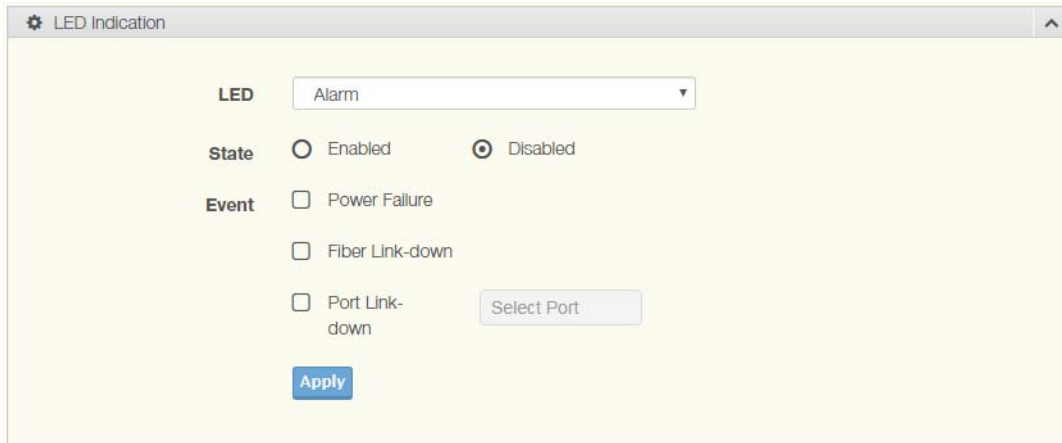 LED Indication
LED Alarm
State Enabled Disabled
Event Power Failure
Fiber Link-down
Port Link- Select Port
down
Apply